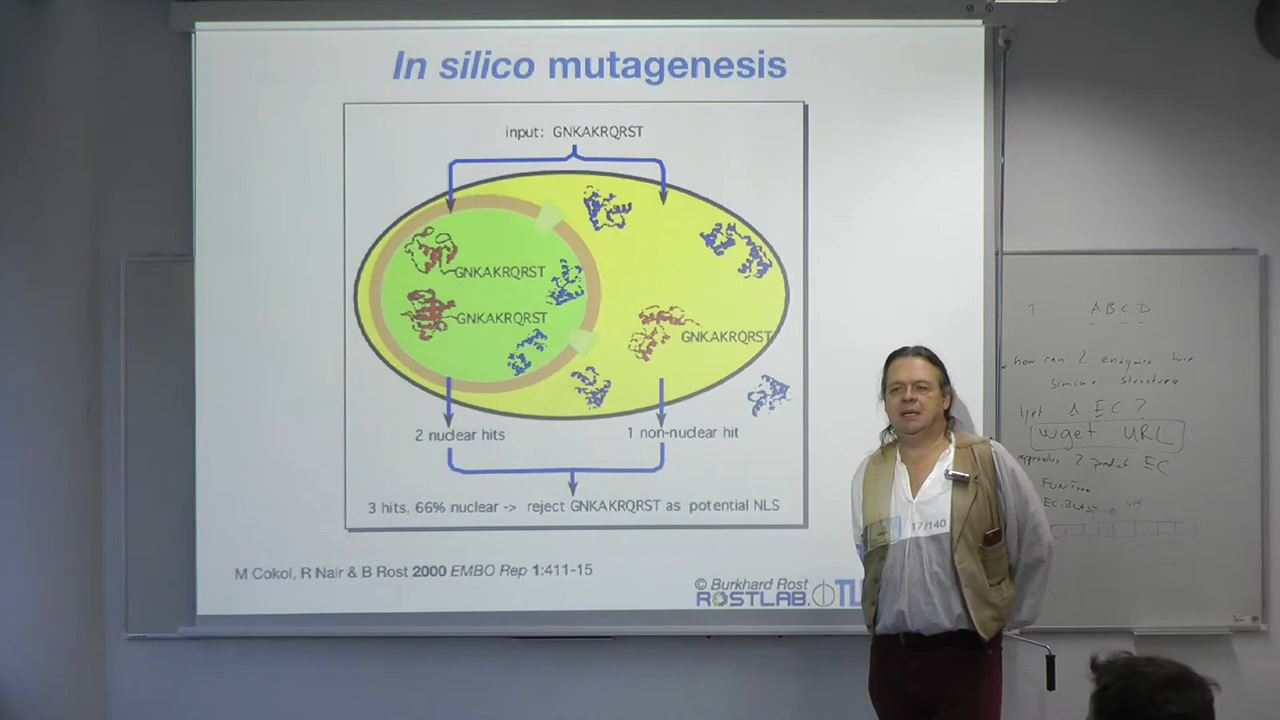 In silico mutagenesis
input: GNKAKRQRST
GNKAKRQRST
GNKAKRQRST
GNKAKRQRST
2 nuclear hits
1 non-nuclear hit
3 hits, 66% nuclear -> reject GNKAKRQRST as potential NLS
M Cokol, R Nair & B Rost 2000 EMBO Rep 1:411-15
© Burkhard Rost
ROSTLAB.
17/140
T A B C D
how can 2 enzymes have
similar structure
EC?
wget URL
predict EC